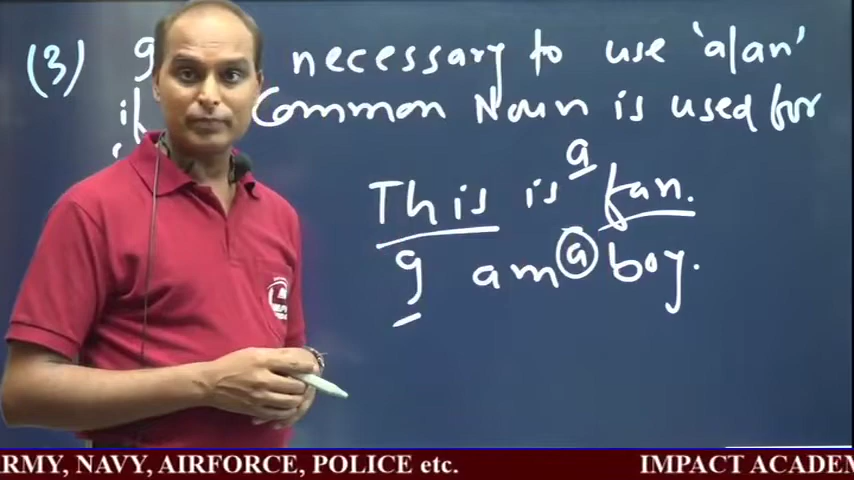 (3) necessary to use 'a/an'
if Common Noun is used for
a
This is fan.
I am a boy.
ARMY, NAVY, AIRFORCE, POLICE etc. IMPACT ACADEM